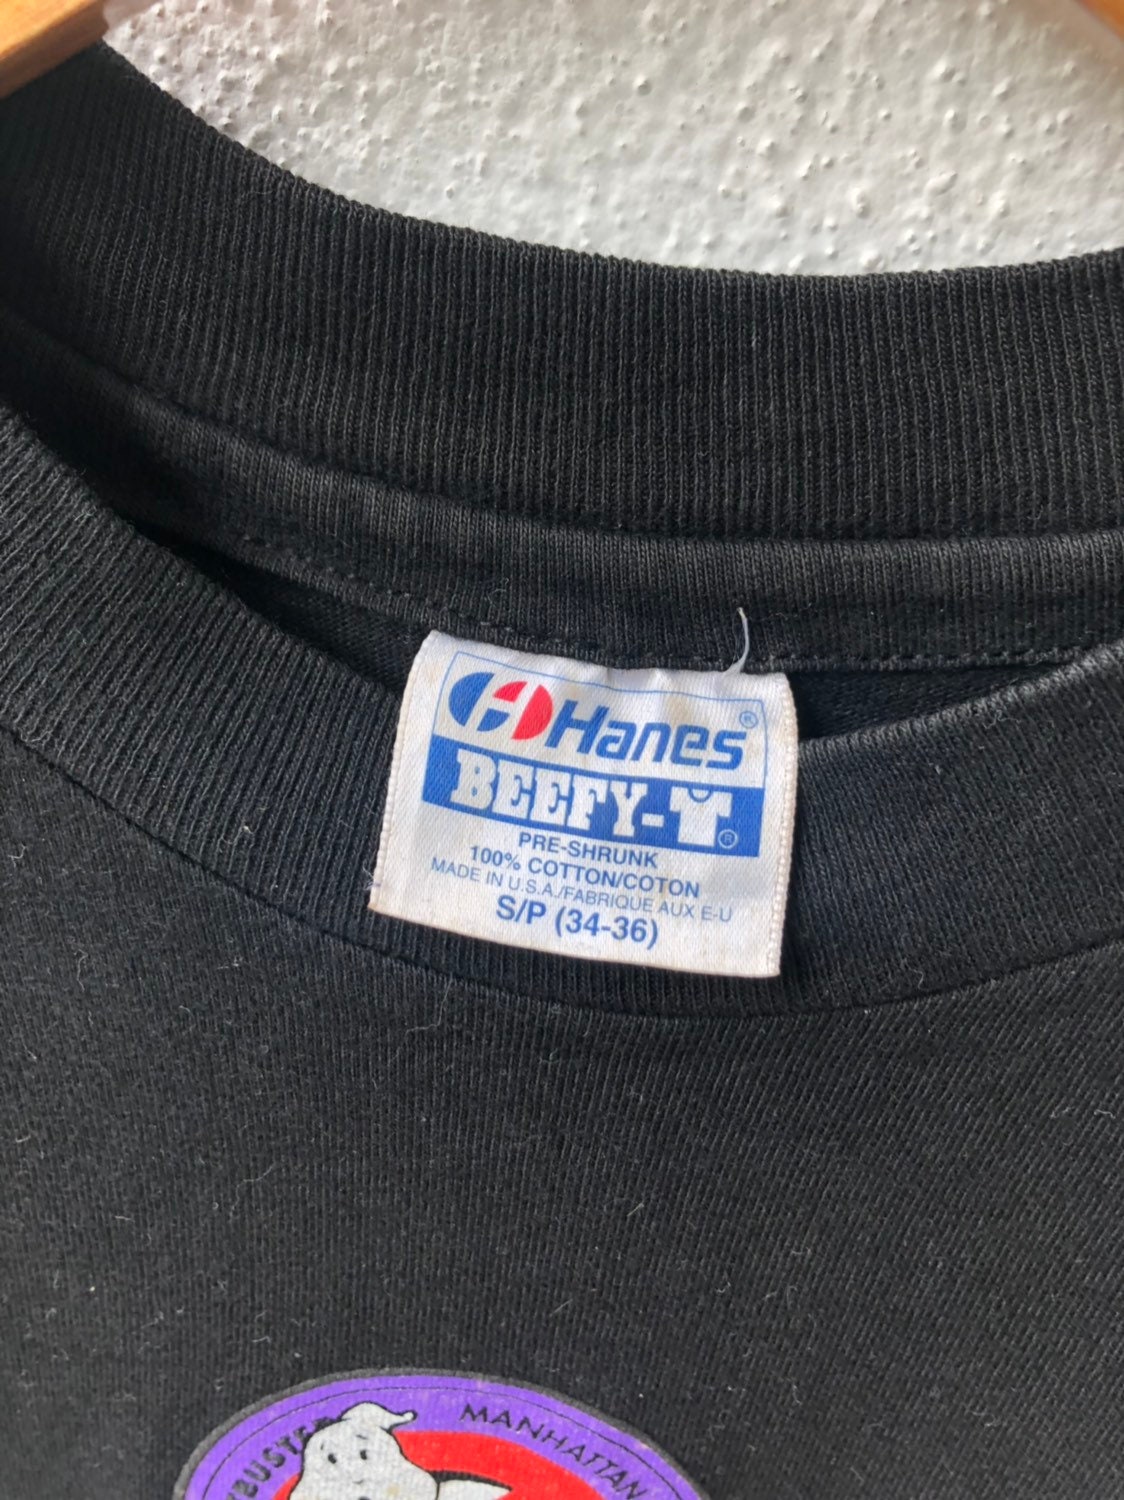 Hanes®
BEEFY-T®
PRE-SHRUNK
100% COTTON/COTON
MADE IN U.S.A./FABRIQUE AUX E-U
S/P (34-36)
MANHATTAN